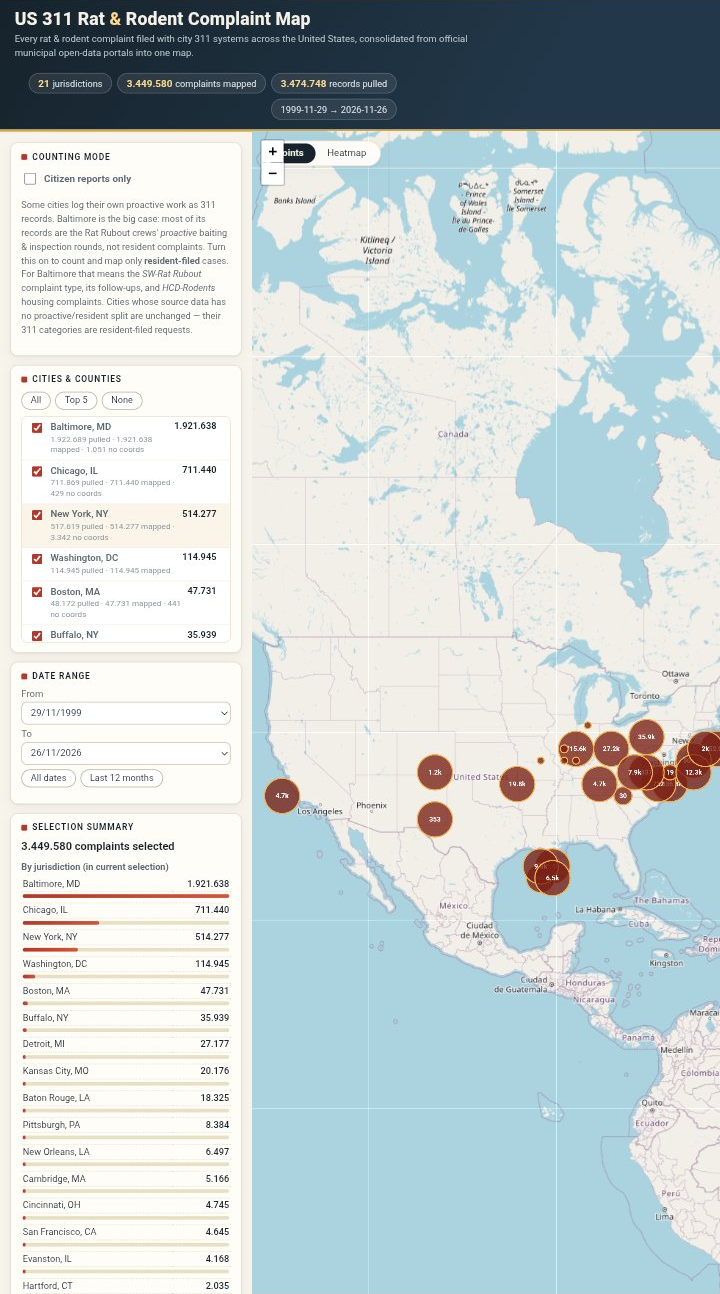 US 311 Rat & Rodent Complaint Map
Every rat & rodent complaint filed with city 311 systems across the United States, consolidated from official
municipal open-data portals into one map.
21 jurisdictions
3.449.580 complaints mapped
3.474.748 records pulled
1999-11-29 → 2026-11-26
COUNTING MODE
Citizen reports only
Some cities log their own proactive work as 311
records. Baltimore is the big case: most of its
records are the Rat Rubout crews' proactive baiting
& inspection rounds, not resident complaints. Turn
this on to count and map only resident-filed cases.
For Baltimore that means the SW-Rat Rubout
complaint type, its follow-ups, and HCD-Rodents
housing complaints. Cities whose source data has
no proactive/resident split are unchanged — their
311 categories are resident-filed requests.
CITIES & COUNTIES
All
Top 5
None
Baltimore, MD 1.921.638
1.922.689 pulled · 1.921.638
mapped · 1.051 no coords
Chicago, IL 711.440
711.869 pulled · 711.440 mapped ·
429 no coords
New York, NY 514.277
517.619 pulled · 514.277 mapped ·
3.342 no coords
Washington, DC 114.945
114.945 pulled · 114.945 mapped
Boston, MA 47.731
48.172 pulled · 47.731 mapped · 441
no coords
Buffalo, NY 35.939
DATE RANGE
From
29/11/1999
To
26/11/2026
All dates
Last 12 months
SELECTION SUMMARY
3.449.580 complaints selected
By jurisdiction (in current selection)
Baltimore, MD 1.921.638
Chicago, IL 711.440
New York, NY 514.277
Washington, DC 114.945
Boston, MA 47.731
Buffalo, NY 35.939
Detroit, MI 27.177
Kansas City, MO 20.176
Baton Rouge, LA 18.325
Pittsburgh, PA 8.384
New Orleans, LA 6.497
Cambridge, MA 5.166
Cincinnati, OH 4.745
San Francisco, CA 4.645
Evanston, IL 4.168
Hartford, CT 2.035
+
−
Heatmap
Banks Island
Kitlineq /
Victoria
Island
Prince
of Wales
Island -
Île du Prince-
de-Galles
- Somerset
Island -
Île Somerset
Canada
Ottawa
Toronto
35.9k
15.6k
27.2k
2k
1.2k
19.8k
4.7k
7.9k
19
12.3k
30
4.7k
353
6.5k
Los Angeles
Phoenix
México
Ciudad
de México
La Habana
The Bahamas
Cuba
Kingston
Ciudad
de Guatemala
Honduras
Nicaragua
Panamá
Medellín
Colombia
Quito
Ecuador
Perú
Lima